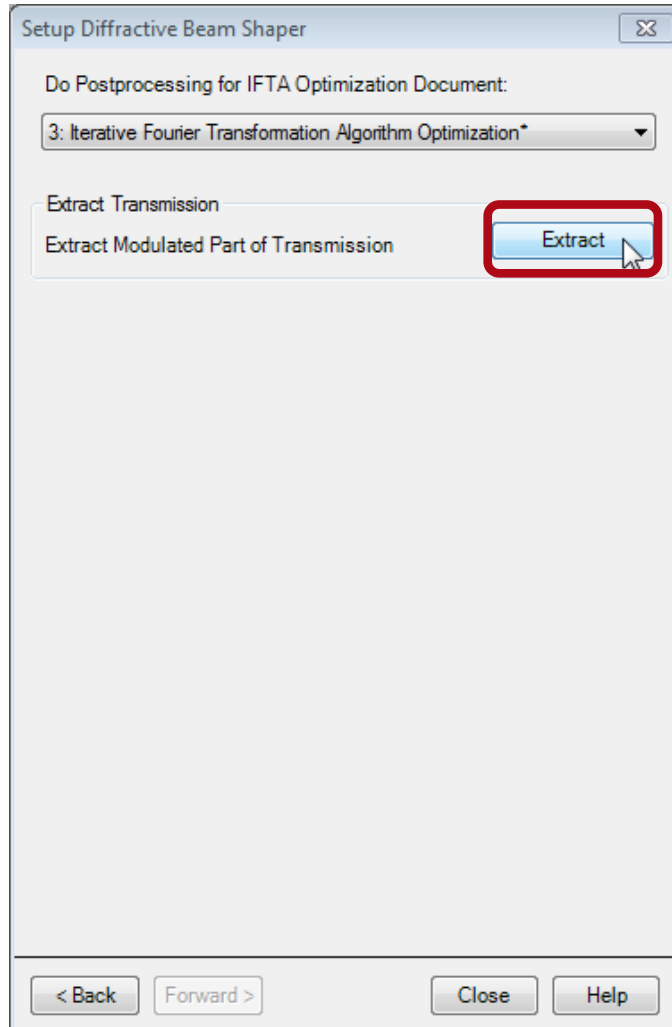 Setup Diffractive Beam Shaper
Do Postprocessing for IFTA Optimization Document:
3: Iterative Fourier Transformation Algorithm Optimization*
Extract Transmission
Extract Modulated Part of Transmission Extract
< Back Forward > Close Help